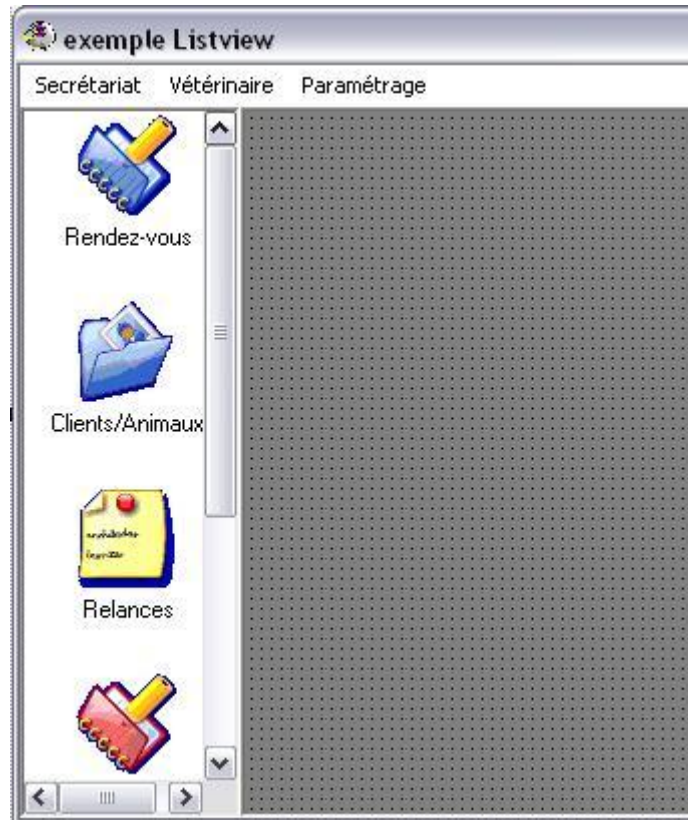 exemple Listview
Secrétariat Vétérinaire Paramétrage
Rendez-vous
Clients/Animaux
Relances